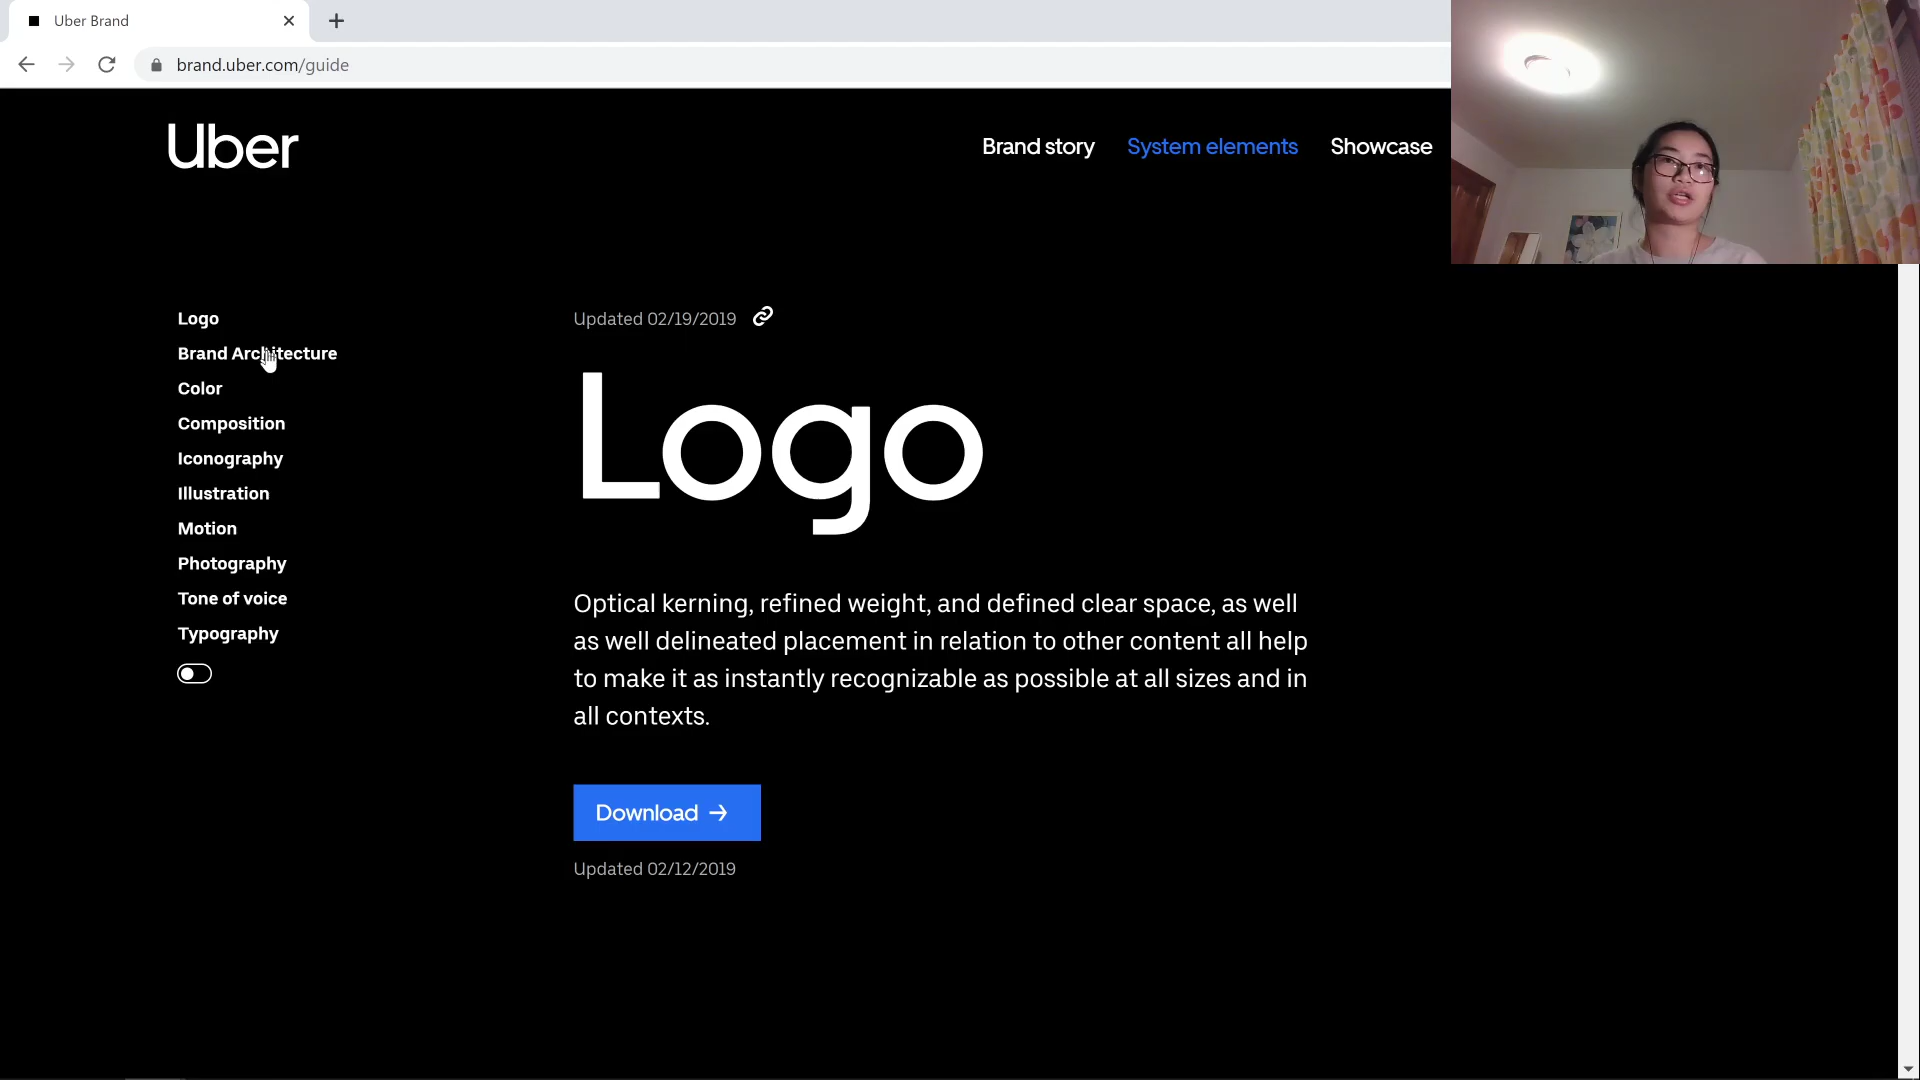 Uber Brand
brand.uber.com/guide
Uber
Brand story
System elements
Showcase
Logo
Brand Architecture
Color
Composition
Iconography
Illustration
Motion
Photography
Tone of voice
Typography
Updated 02/19/2019
Logo
Optical kerning, refined weight, and defined clear space, as well
as well delineated placement in relation to other content all help
to make it as instantly recognizable as possible at all sizes and in
all contexts.
Download →
Updated 02/12/2019